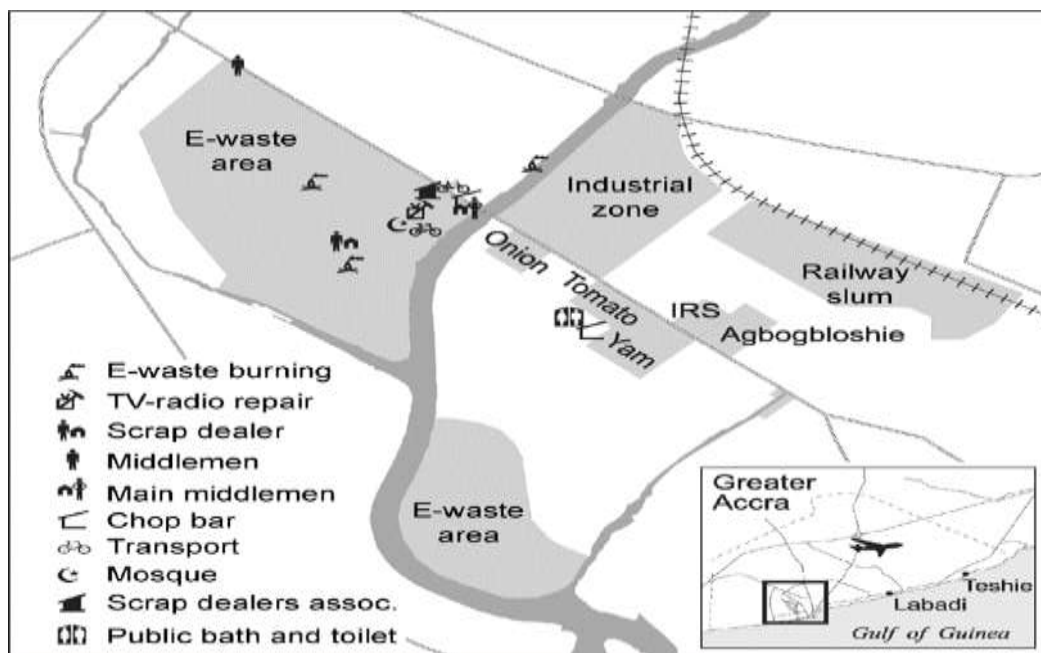 E-waste
area
Industrial
zone
Onion
Tomato
Yam
IRS
Agbogbloshie
Railway
slum
E-waste
area
E-waste burning
TV-radio repair
Scrap dealer
Middlemen
Main middlemen
Chop bar
Transport
Mosque
Scrap dealers assoc.
Public bath and toilet
Greater
Accra
Teshie
Labadi
Gulf of Guinea